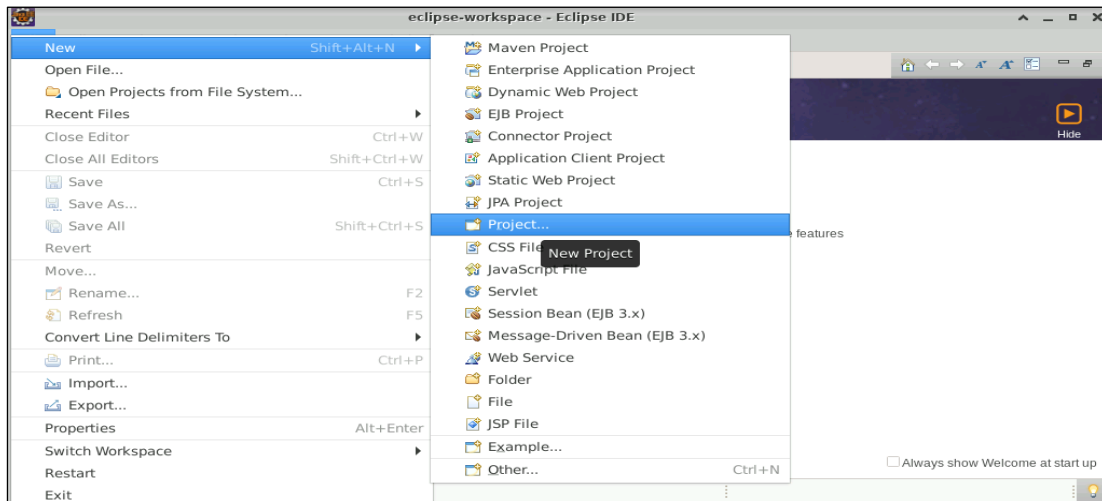 eclipse-workspace - Eclipse IDE
New Shift+Alt+N
Open File...
Open Projects from File System...
Recent Files
Close Editor Ctrl+W
Close All Editors Shift+Ctrl+W
Save Ctrl+S
Save As...
Save All Shift+Ctrl+S
Revert
Move...
Rename... F2
Refresh F5
Convert Line Delimiters To
Print... Ctrl+P
Import...
Export...
Properties Alt+Enter
Switch Workspace
Restart
Exit
Maven Project
Enterprise Application Project
Dynamic Web Project
EJB Project
Connector Project
Application Client Project
Static Web Project
JPA Project
Project...
CSS File
New Project
JavaScript File
Servlet
Session Bean (EJB 3.x)
Message-Driven Bean (EJB 3.x)
Web Service
Folder
File
JSP File
Example...
Other... Ctrl+N
Hide
features
Always show Welcome at start up